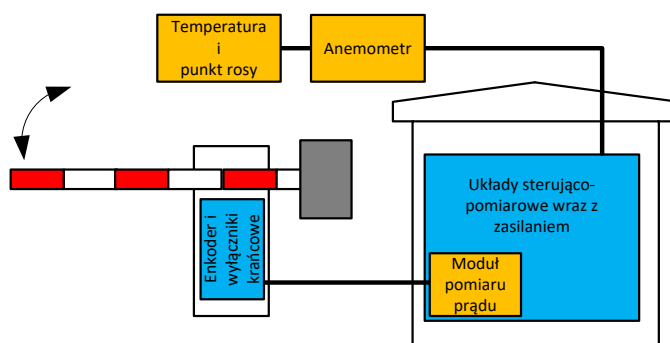 Temperatura
i
punkt rosy
Anemometr
Układy sterująco-
pomiarowe wraz z
zasilaniem
Enkoder i
wyłączniki
krańcowe
Moduł
pomiaru
prądu